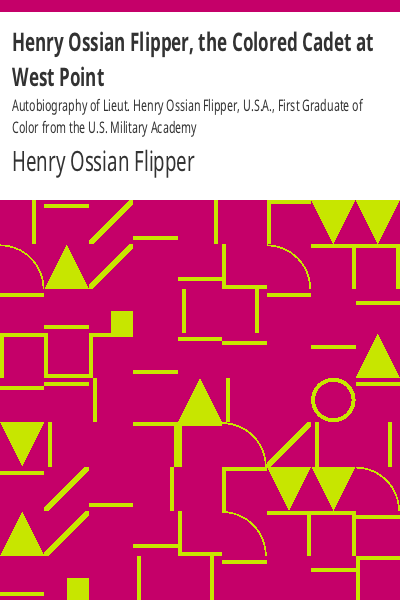 Henry Ossian Flipper, the Colored Cadet at
West Point
Autobiography of Lieut. Henry Ossian Flipper, U.S.A., First Graduate of
Color from the U.S. Military Academy
Henry Ossian Flipper